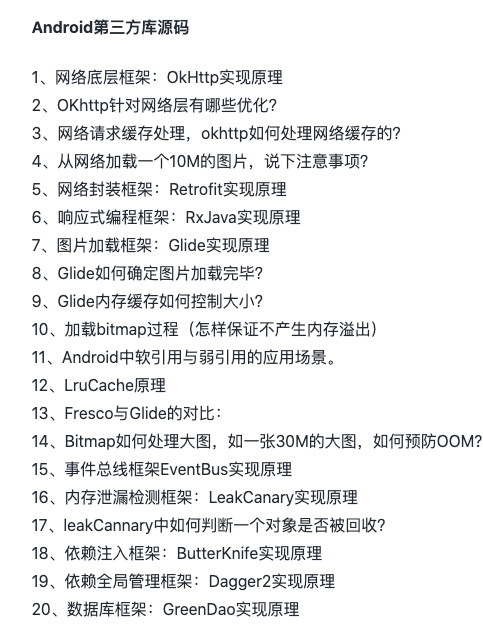 Android第三方库源码
1、网络底层框架：OkHttp实现原理
2、OKhttp针对网络层有哪些优化？
3、网络请求缓存处理，okhttp如何处理网络缓存的？
4、从网络加载一个10M的图片，说下注意事项？
5、网络封装框架：Retrofit实现原理
6、响应式编程框架：RxJava实现原理
7、图片加载框架：Glide实现原理
8、Glide如何确定图片加载完毕？
9、Glide内存缓存如何控制大小？
10、加载bitmap过程（怎样保证不产生内存溢出）
11、Android中软引用与弱引用的应用场景。
12、LruCache原理
13、Fresco与Glide的对比：
14、Bitmap如何处理大图，如一张30M的大图，如何预防OOM？
15、事件总线框架EventBus实现原理
16、内存泄漏检测框架：LeakCanary实现原理
17、leakCannary中如何判断一个对象是否被回收？
18、依赖注入框架：ButterKnife实现原理
19、依赖全局管理框架：Dagger2实现原理
20、数据库框架：GreenDao实现原理